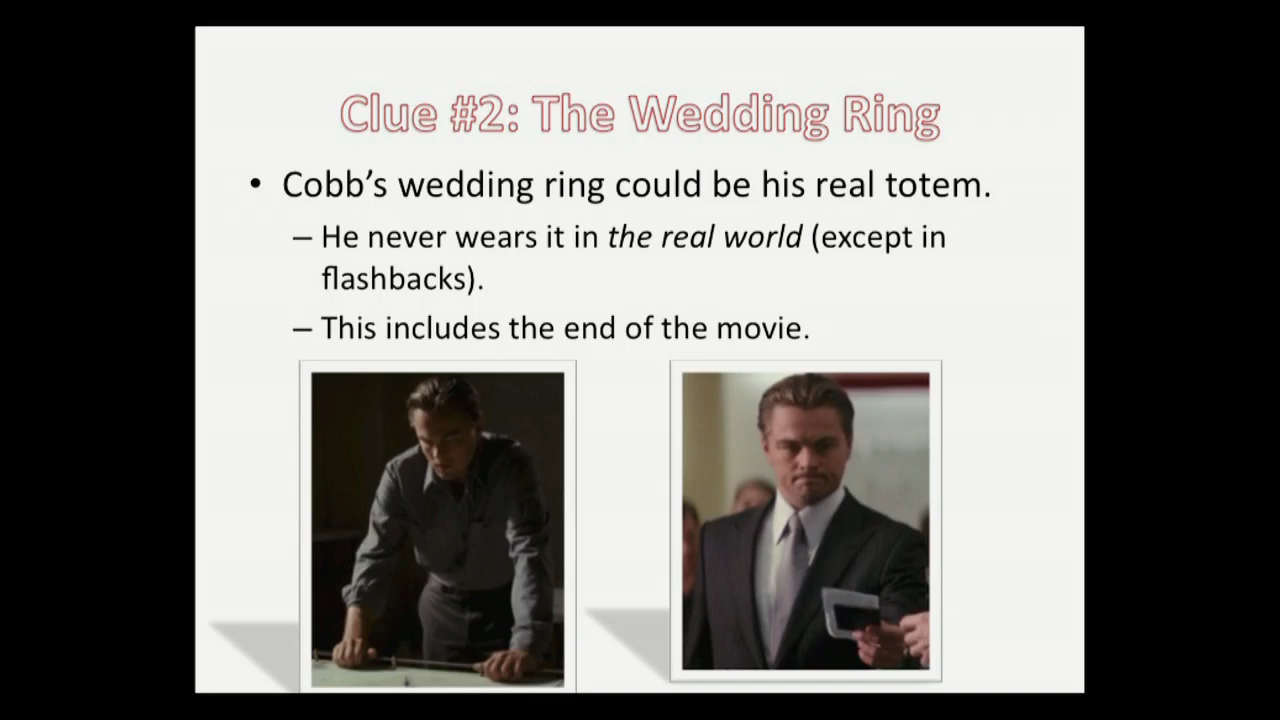 Clue #2: The Wedding Ring
• Cobb’s wedding ring could be his real totem.
– He never wears it in the real world (except in
flashbacks).
– This includes the end of the movie.